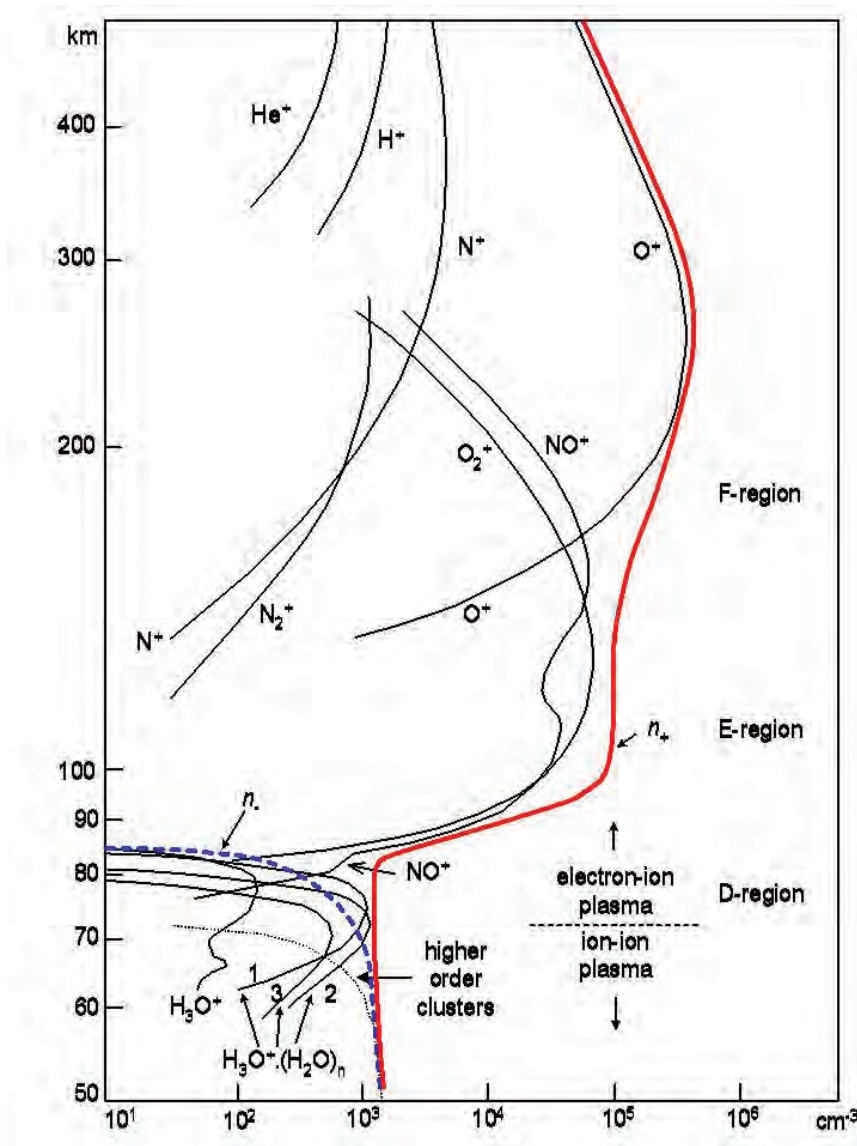 km
He⁺
400
H⁺
N⁺
O⁺
300
O₂⁺
NO⁺
200
F-region
N₂⁺
O⁺
N⁺
n₊
E-region
100
n₋
90
80
NO⁺
electron-ion
plasma
D-region
70
ion-ion
plasma
higher
order
clusters
1
3
2
60
H₃O⁺
H₃O⁺.(H₂O)ₙ
50
10¹
10²
10³
10⁴
10⁵
10⁶
cm⁻³